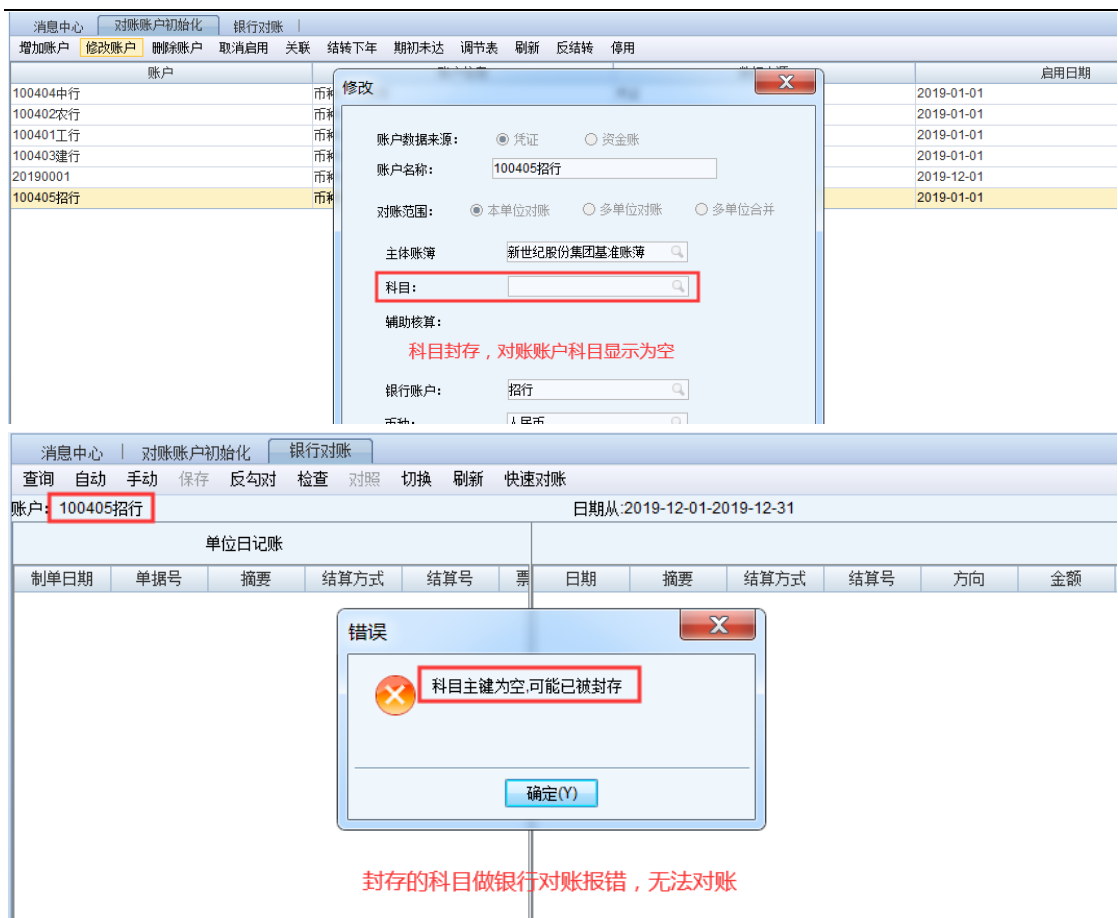 消息中心 对账账户初始化 银行对账
增加账户 修改账户 删除账户 取消启用 关联 结转下年 期初未达 调节表 刷新 反结转 停用
账户 启用日期
修改
100404中行 币种 2019-01-01
100402农行 币种 2019-01-01
账户数据来源： 凭证 资金账
100401工行 币种 2019-01-01
100403建行 币种 2019-01-01
账户名称： 100405招行
20190001 币种 2019-12-01
100405招行 币种 2019-01-01
对账范围： 本单位对账 多单位对账 多单位合并
主体账簿 新世纪股份集团基准账薄
科目：
辅助核算：
科目封存，对账账户科目显示为空
银行账户： 招行
币种： 人民币
消息中心 对账账户初始化 银行对账
查询 自动 手动 保存 反勾对 检查 对照 切换 刷新 快速对账
账户： 100405招行 日期从:2019-12-01-2019-12-31
单位日记账
制单日期 单据号 摘要 结算方式 结算号 票 日期 摘要 结算方式 结算号 方向 金额
错误
科目主键为空,可能已被封存
确定(Y)
封存的科目做银行对账报错，无法对账